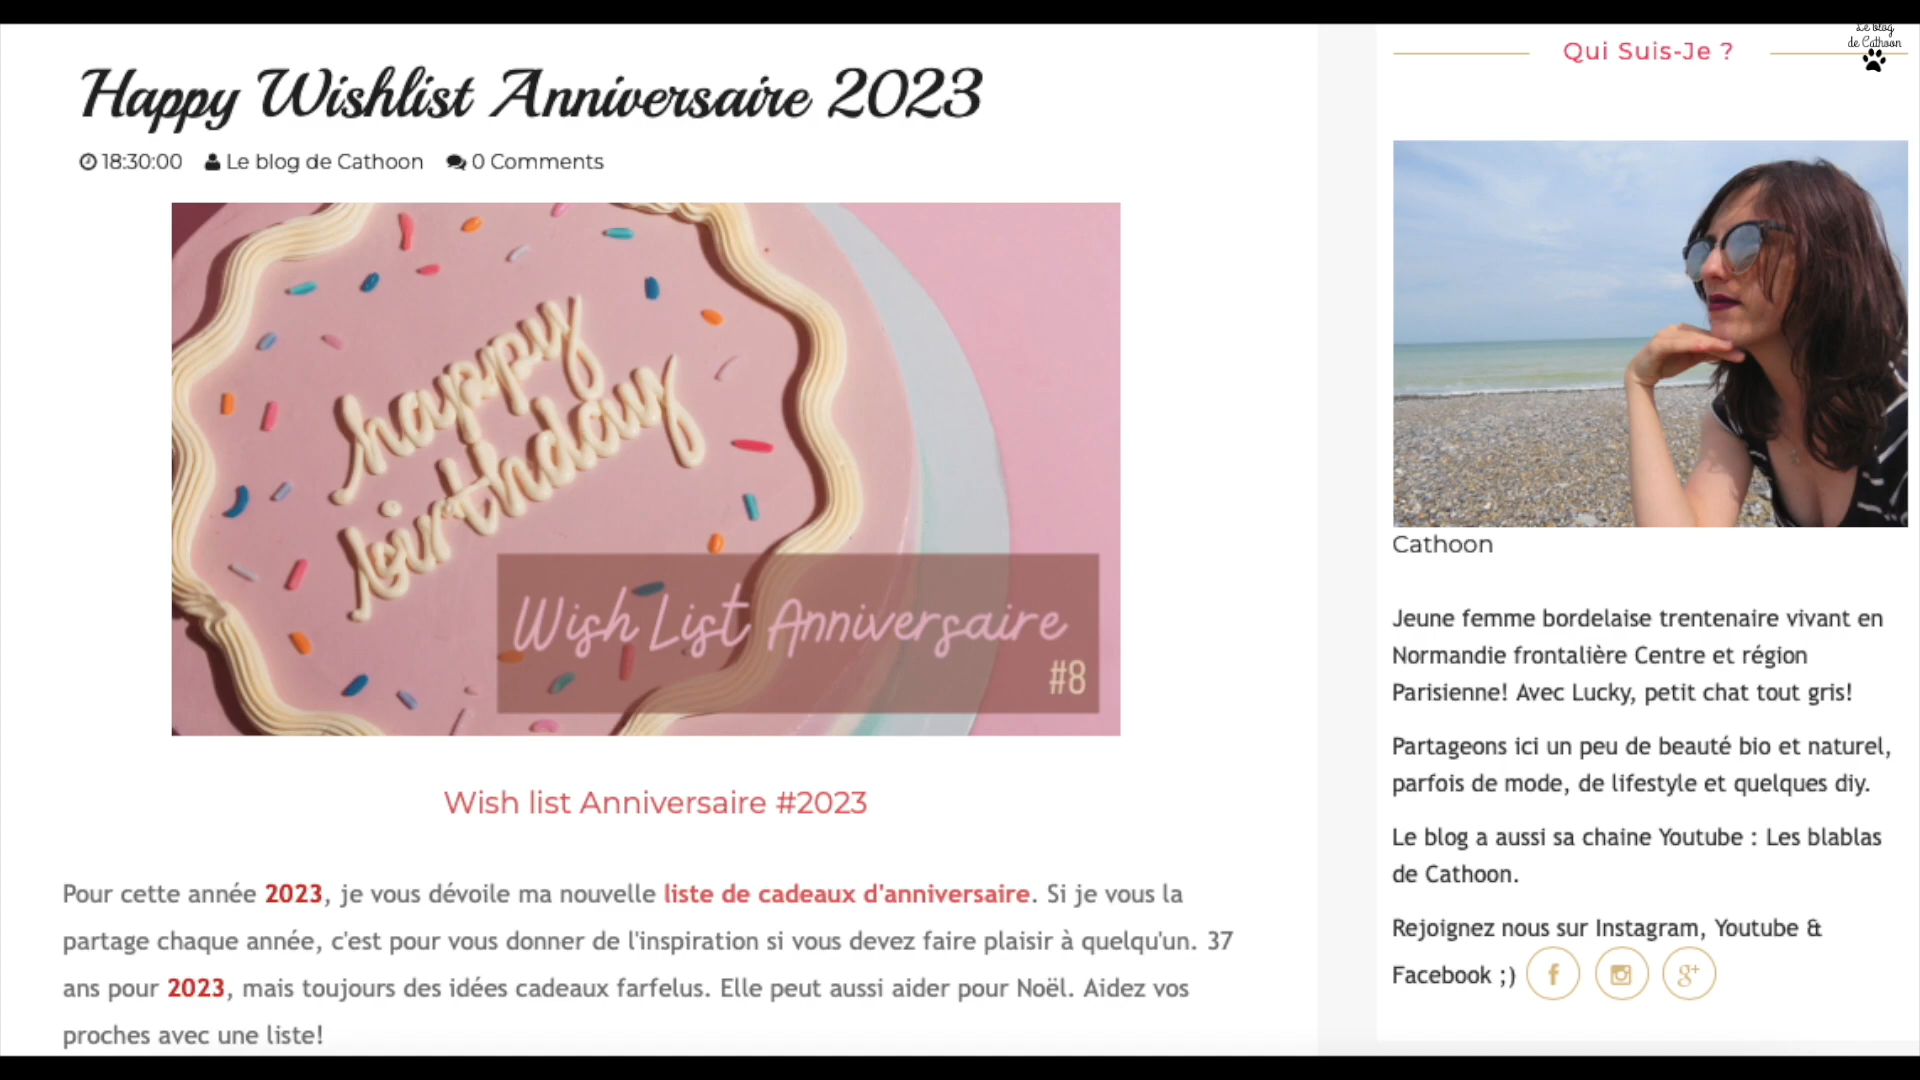 Happy Wishlist Anniversaire 2023
18:30:00 Le blog de Cathoon 0 Comments
happy
birthday
Wish List Anniversaire
#8
Wish list Anniversaire #2023
Pour cette année 2023, je vous dévoile ma nouvelle liste de cadeaux d'anniversaire. Si je vous la
partage chaque année, c'est pour vous donner de l'inspiration si vous devez faire plaisir à quelqu'un. 37
ans pour 2023, mais toujours des idées cadeaux farfelus. Elle peut aussi aider pour Noël. Aidez vos
proches avec une liste!
Le blog
de Cathoon
Qui Suis-Je ?
Cathoon
Jeune femme bordelaise trentenaire vivant en
Normandie frontalière Centre et région
Parisienne! Avec Lucky, petit chat tout gris!
Partageons ici un peu de beauté bio et naturel,
parfois de mode, de lifestyle et quelques diy.
Le blog a aussi sa chaine Youtube : Les blablas
de Cathoon.
Rejoignez nous sur Instagram, Youtube &
Facebook ;) f g+